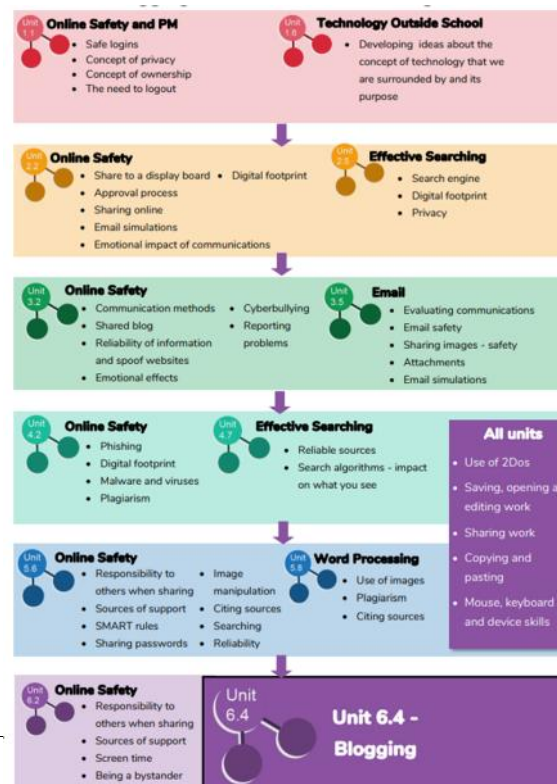 Unit 1.1
Online Safety and PM
• Safe logins
• Concept of privacy
• Concept of ownership
• The need to logout
Technology Outside School
• Developing ideas about the
concept of technology that we
are surrounded by and its
purpose
Unit 2.2
Online Safety
• Share to a display board
• Approval process
• Sharing online
• Email simulations
• Emotional impact of communications
• Digital footprint
Effective Searching
• Search engine
• Digital footprint
• Privacy
Unit 3.2
Online Safety
• Communication methods
• Shared blog
• Reliability of information
and spoof websites
• Emotional effects
• Cyberbullying
• Reporting
problems
Unit 3.5
Email
• Evaluating communications
• Email safety
• Sharing images - safety
• Attachments
• Email simulations
Unit 4.2
Online Safety
• Phishing
• Digital footprint
• Malware and viruses
• Plagiarism
Unit 4.7
Effective Searching
• Reliable sources
• Search algorithms - impact
on what you see
All units
• Use of 2Dos
• Saving, opening
editing work
• Sharing work
• Copying and
pasting
• Mouse, keyboard
and device skills
Unit 5.6
Online Safety
• Responsibility to
others when sharing
• Sources of support
• SMART rules
• Sharing passwords
• Image
manipulation
• Citing sources
• Searching
• Reliability
Unit 5.8
Word Processing
• Use of images
• Plagiarism
• Citing sources
Unit 6.2
Online Safety
• Responsibility to
others when sharing
• Sources of support
• Screen time
• Being a bystander
Unit
6.4
Unit 6.4 -
Blogging